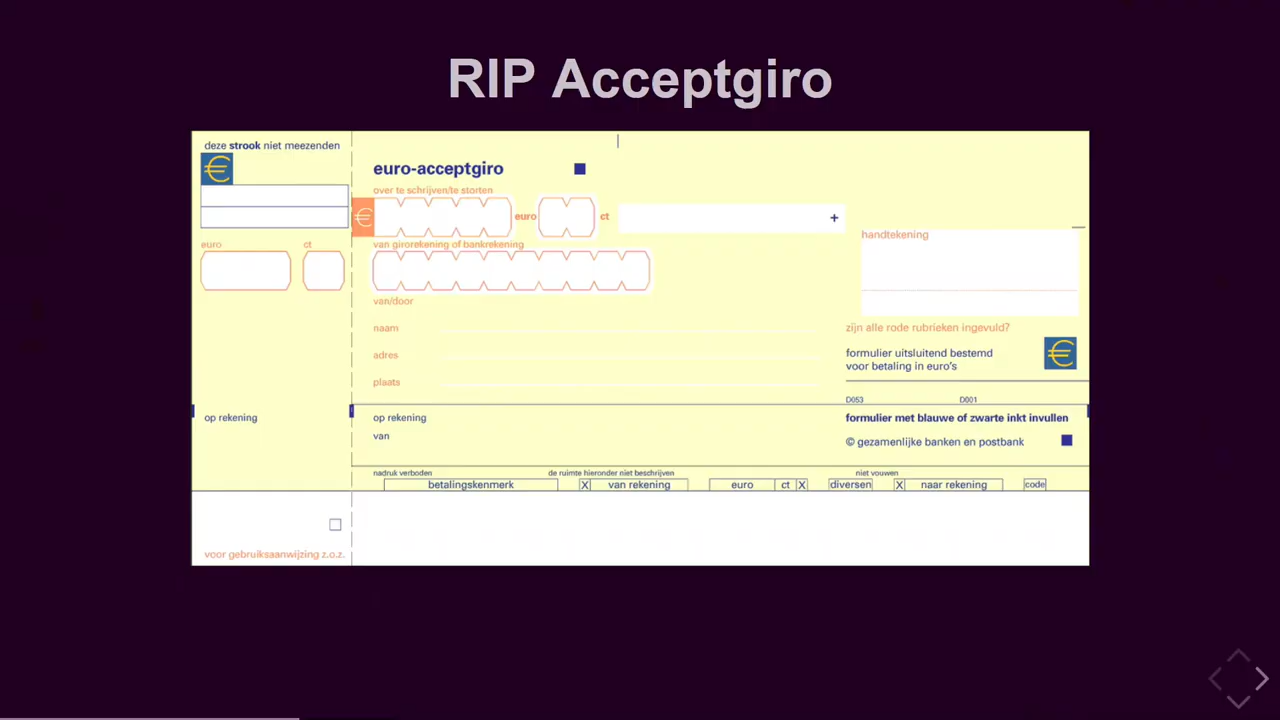 RIP Acceptgiro
deze strook niet meezenden
€
euro ct
op rekening
voor gebruiksaanwijzing z.o.z.
euro-acceptgiro
over te schrijven/te storten
€ euro ct +
van girorekening of bankrekening
van/door
naam
adres
plaats
handtekening
zijn alle rode rubrieken ingevuld?
formulier uitsluitend bestemd
voor betaling in euro's
€
D053 D001
op rekening
van
formulier met blauwe of zwarte inkt invullen
© gezamenlijke banken en postbank
nadruk verboden de ruimte hieronder niet beschrijven niet vouwen
betalingskenmerk X van rekening euro ct X diversen X naar rekening code